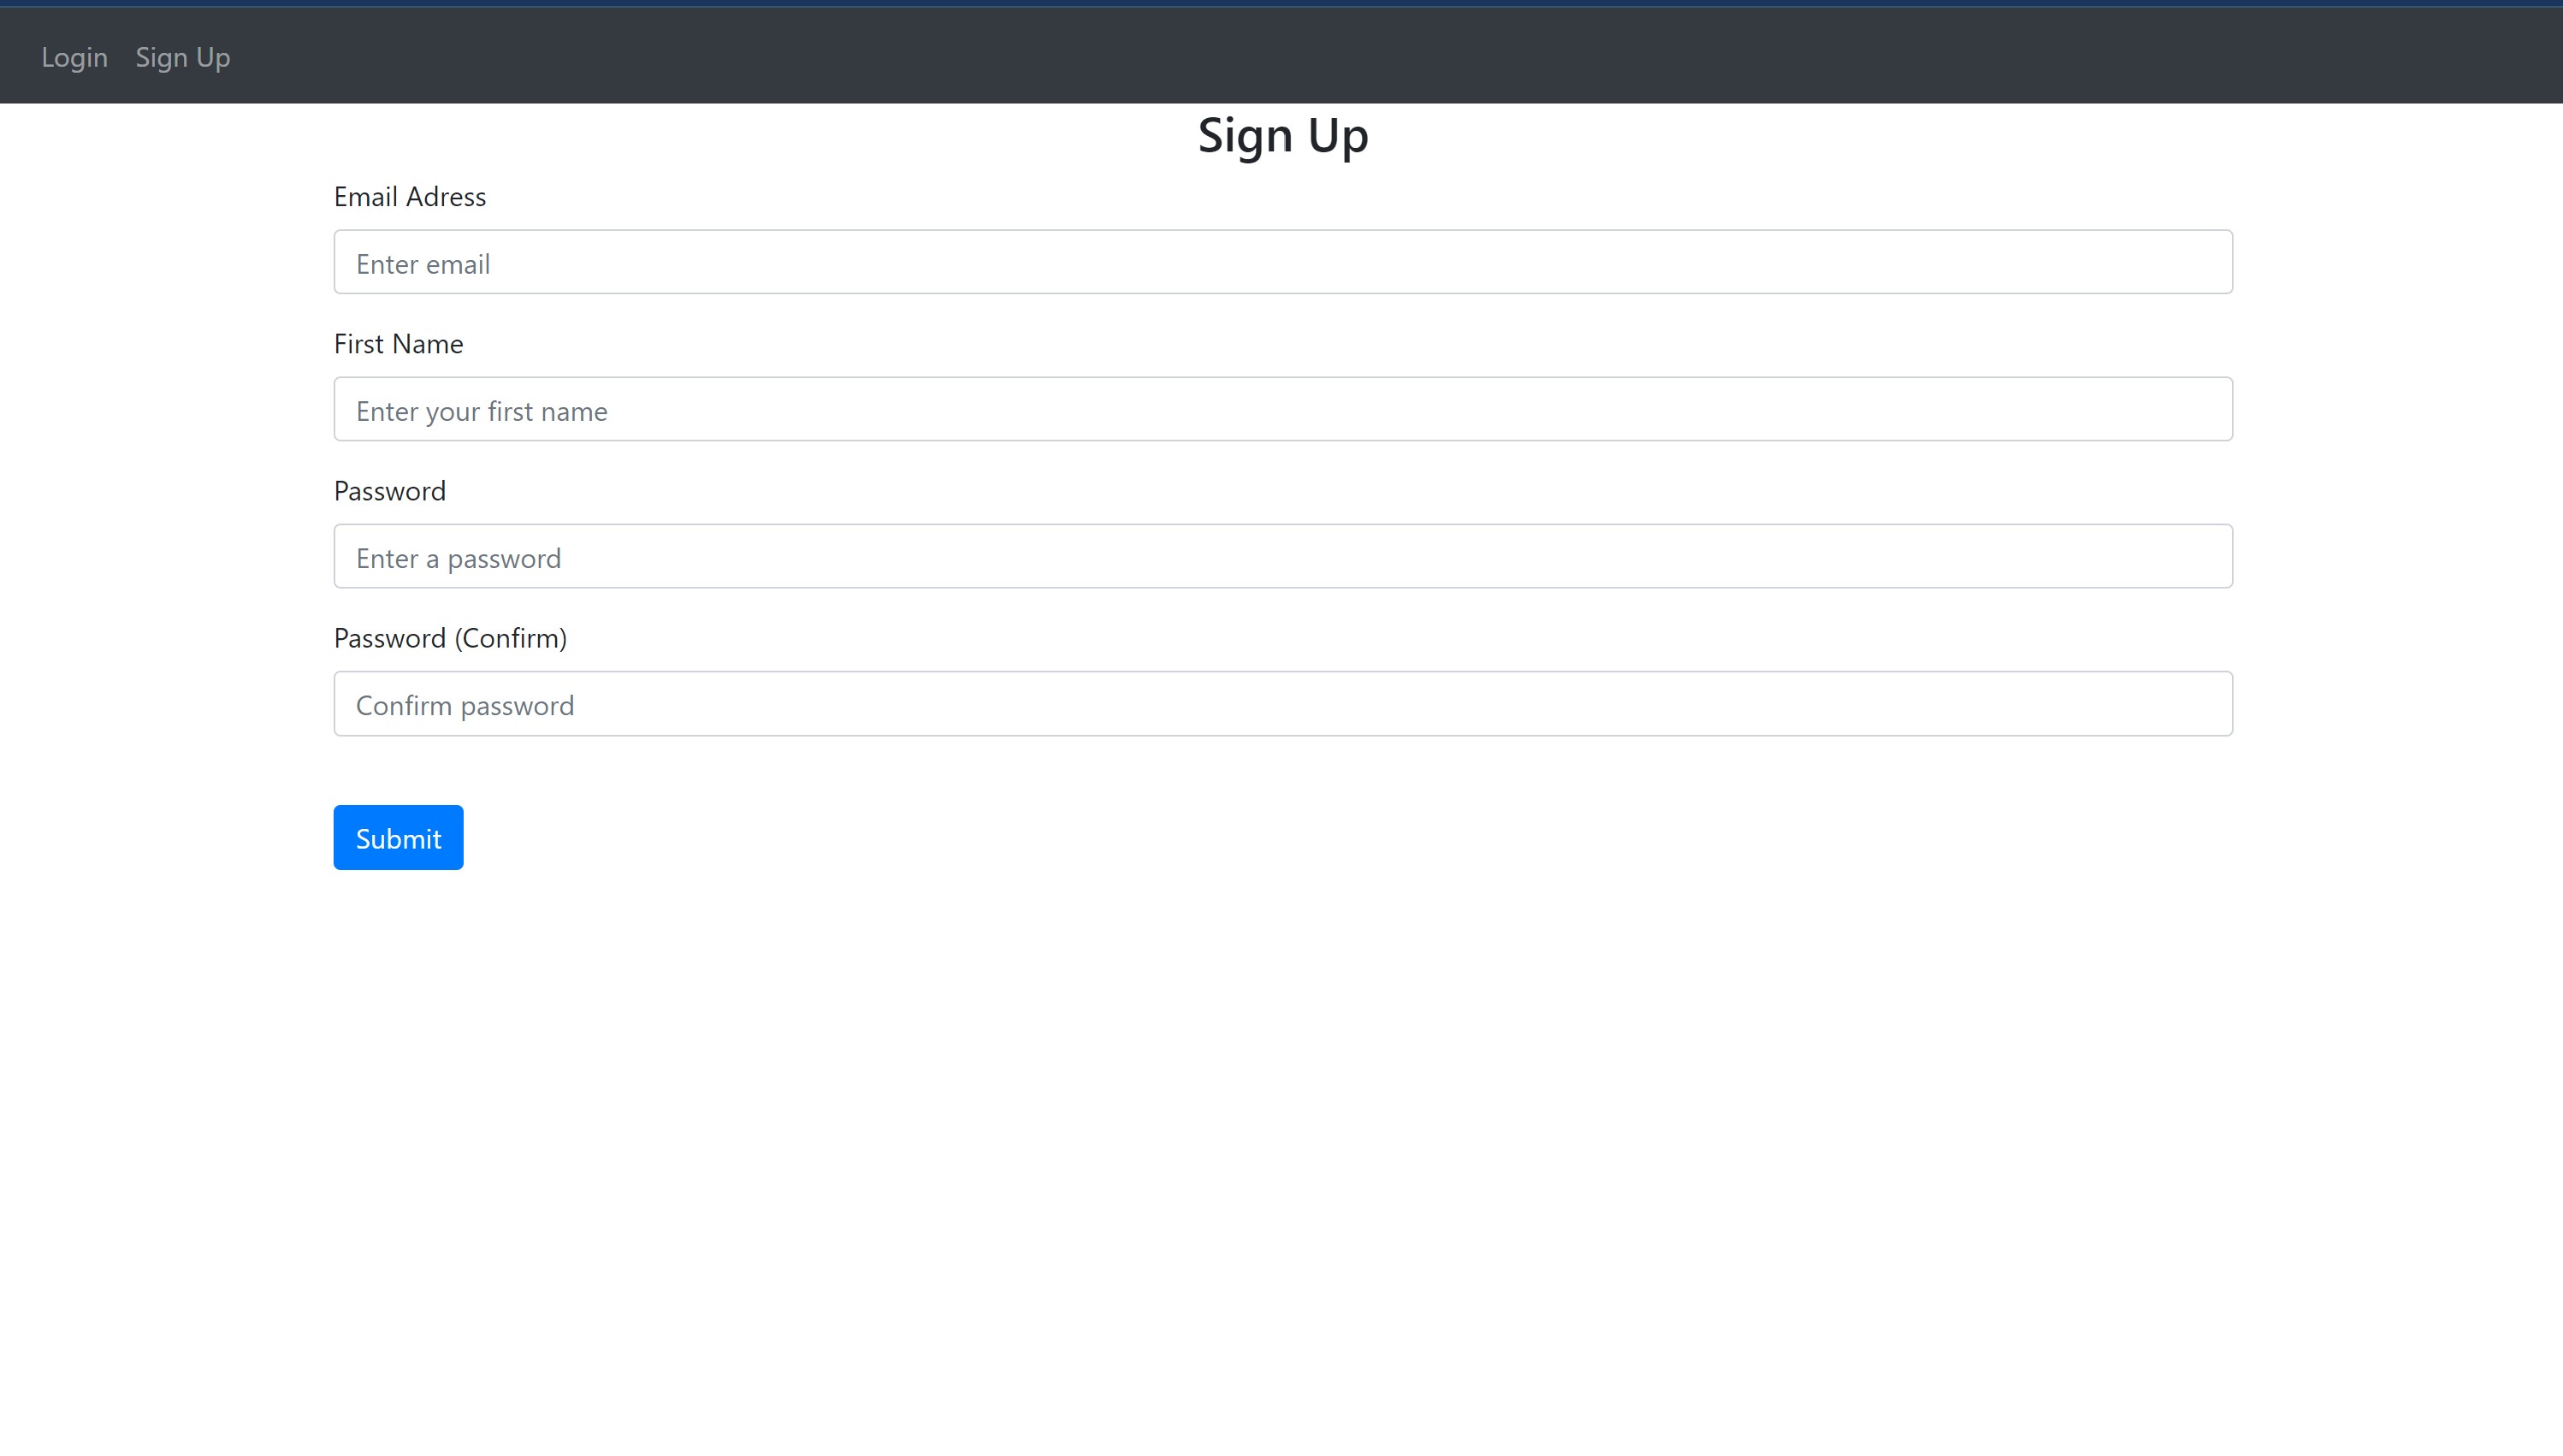 Login Sign Up
Sign Up
Email Adress
Enter email
First Name
Enter your first name
Password
Enter a password
Password (Confirm)
Confirm password
Submit